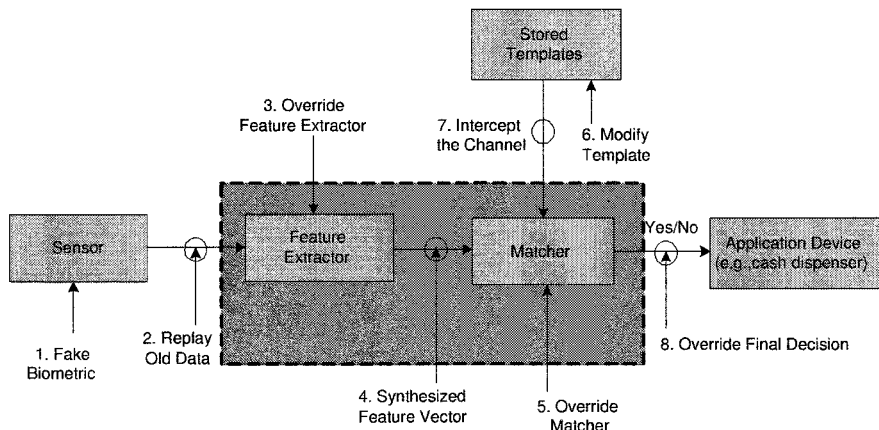 Stored
Templates
3. Override
Feature Extractor
7. Intercept
the Channel
6. Modify
Template
Sensor
Feature
Extractor
Matcher
Yes/No
Application Device
(e.g.,cash dispenser)
1. Fake
Biometric
2. Replay
Old Data
4. Synthesized
Feature Vector
5. Override
Matcher
8. Override Final Decision